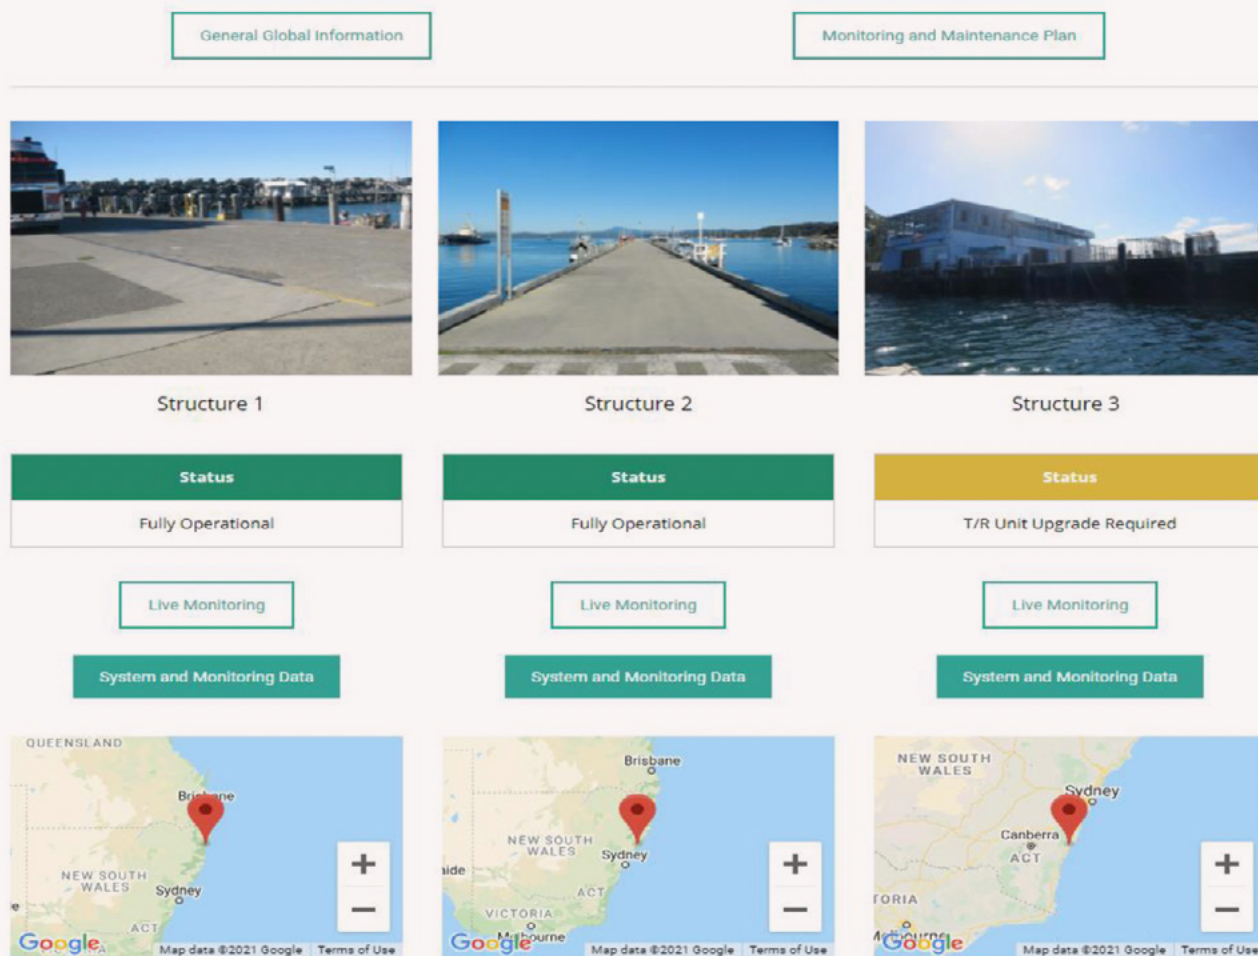 General Global Information
Monitoring and Maintenance Plan
Structure 1
Structure 2
Structure 3
Status
Status
Status
Fully Operational
Fully Operational
T/R Unit Upgrade Required
Live Monitoring
Live Monitoring
Live Monitoring
System and Monitoring Data
System and Monitoring Data
System and Monitoring Data
QUEENSLAND
Brisbane
NEW SOUTH
WALES
Sydney
ACT
+
−
Google
Map data ©2021 Google
Terms of Use
Brisbane
NEW SOUTH
WALES
aide
Sydney
ACT
VICTORIA
Melbourne
+
−
Google
Map data ©2021 Google
Terms of Use
NEW SOUTH
WALES
Sydney
Canberra
ACT
TORIA
Melbourne
+
−
Google
Map data ©2021 Google
Terms of Use